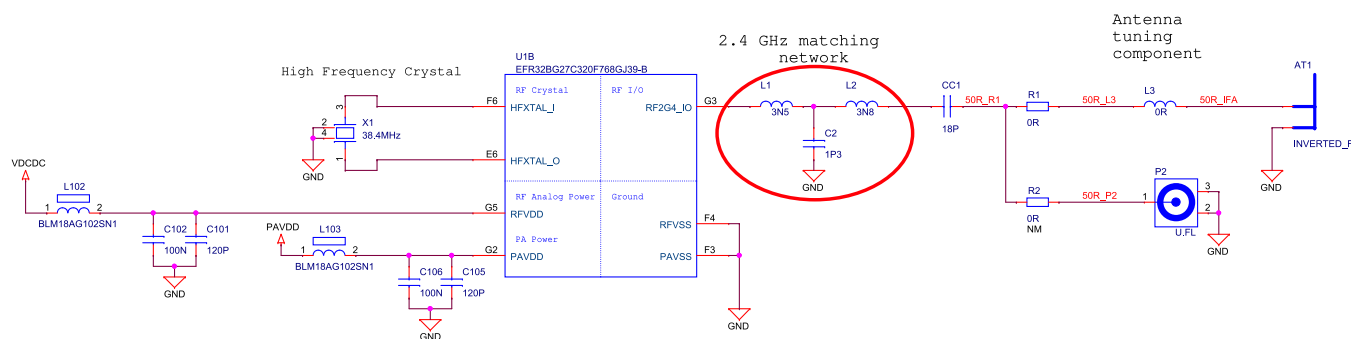 Antenna
tuning
component
2.4 GHz matching
network
High Frequency Crystal
U1B
EFR32BG27C320F768GJ39-B
RF Crystal
RF I/O
F6
HFXTAL_I
RF2G4_IO
G3
L1
3N5
L2
3N8
C2
1P3
GND
CC1
18P
50R_R1
R1
0R
50R_L3
L3
0R
50R_IFA
AT1
INVERTED_F
GND
3
2
4
1
X1
38.4MHz
GND
E6
HFXTAL_O
VDCDC
L102
1
2
BLM18AG102SN1
C102
100N
C101
120P
GND
RF Analog Power
Ground
G5
RFVDD
PA Power
G2
PAVDD
RFVSS
F4
PAVSS
F3
GND
PAVDD
L103
1
2
BLM18AG102SN1
C106
100N
C105
120P
GND
R2
0R
NM
50R_P2
P2
1
3
2
U.FL
GND